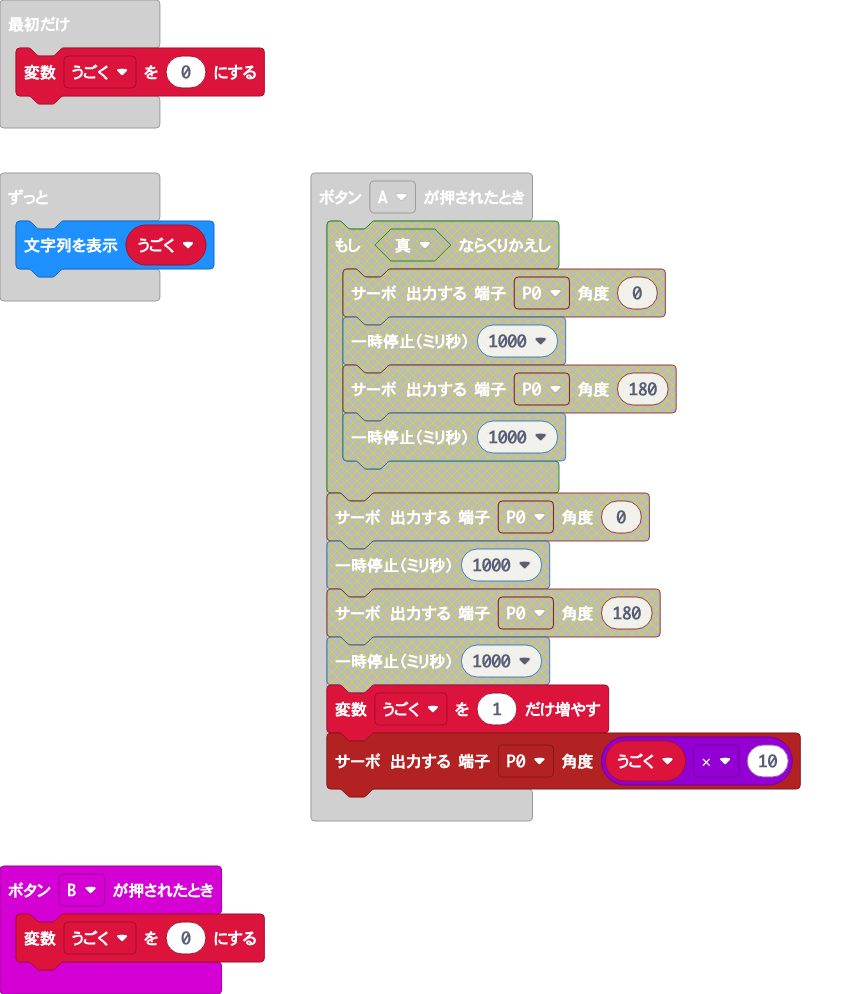 最初だけ
変数 うごく を 0 にする
ずっと
文字列を表示 うごく
ボタン A が押されたとき
もし 真 ならくりかえし
サーボ 出力する 端子 P0 角度 0
一時停止(ミリ秒) 1000
サーボ 出力する 端子 P0 角度 180
一時停止(ミリ秒) 1000
サーボ 出力する 端子 P0 角度 0
一時停止(ミリ秒) 1000
サーボ 出力する 端子 P0 角度 180
一時停止(ミリ秒) 1000
変数 うごく を 1 だけ増やす
サーボ 出力する 端子 P0 角度 うごく × 10
ボタン B が押されたとき
変数 うごく を 0 にする